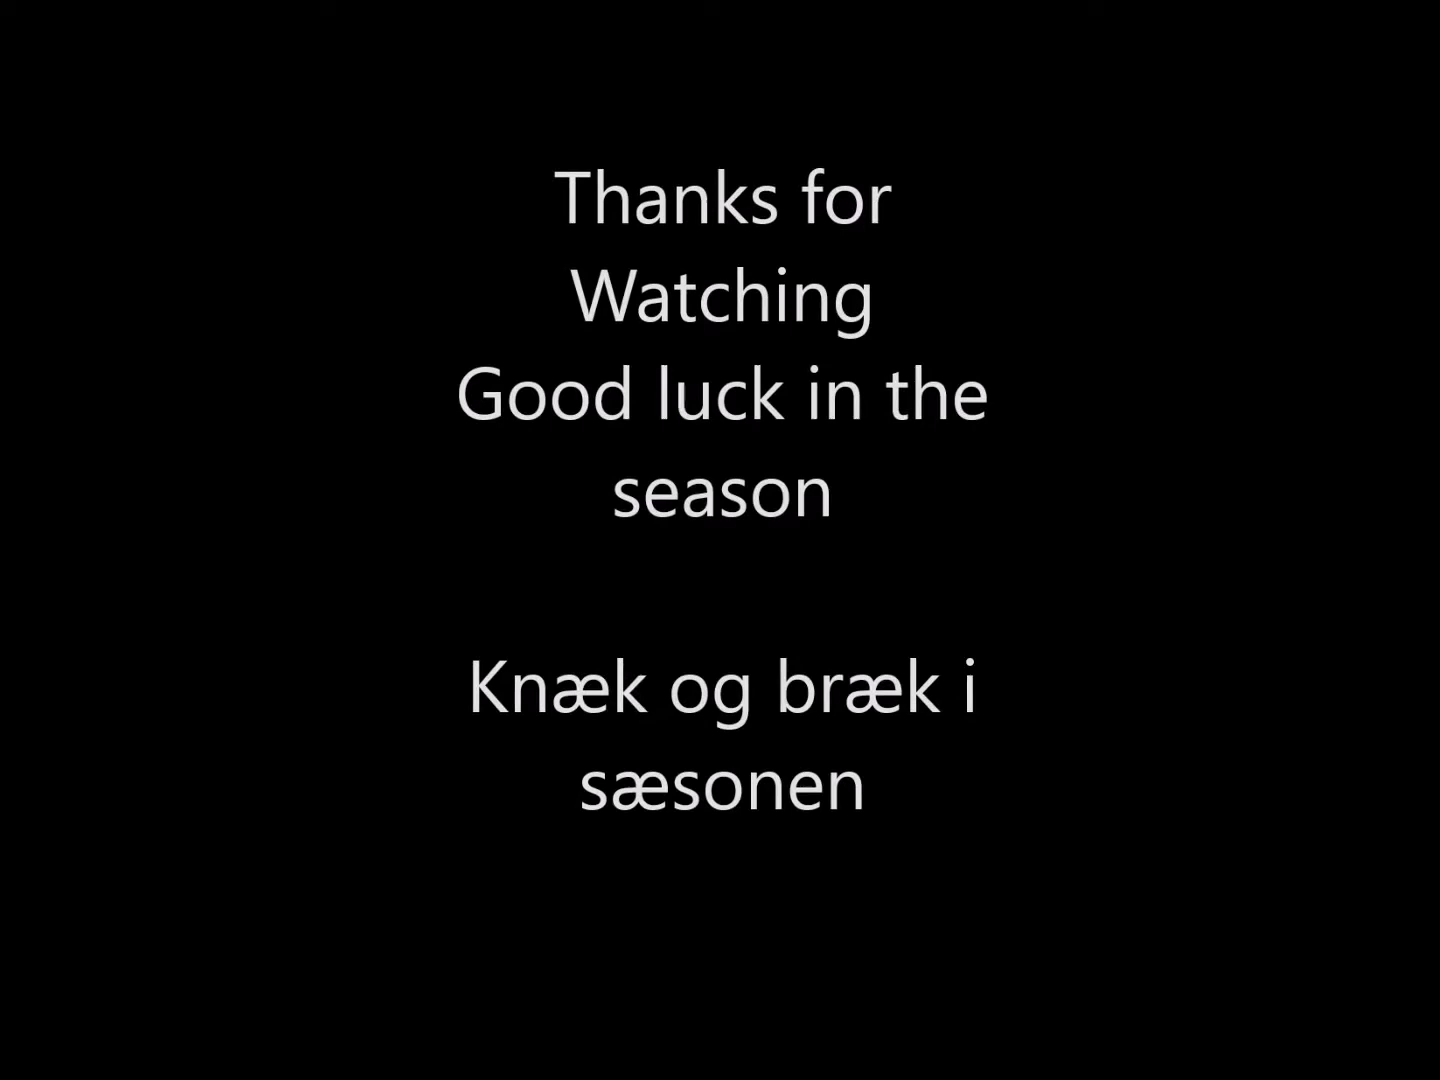 Thanks for
Watching
Good luck in the
season
Knæk og bræk i
sæsonen